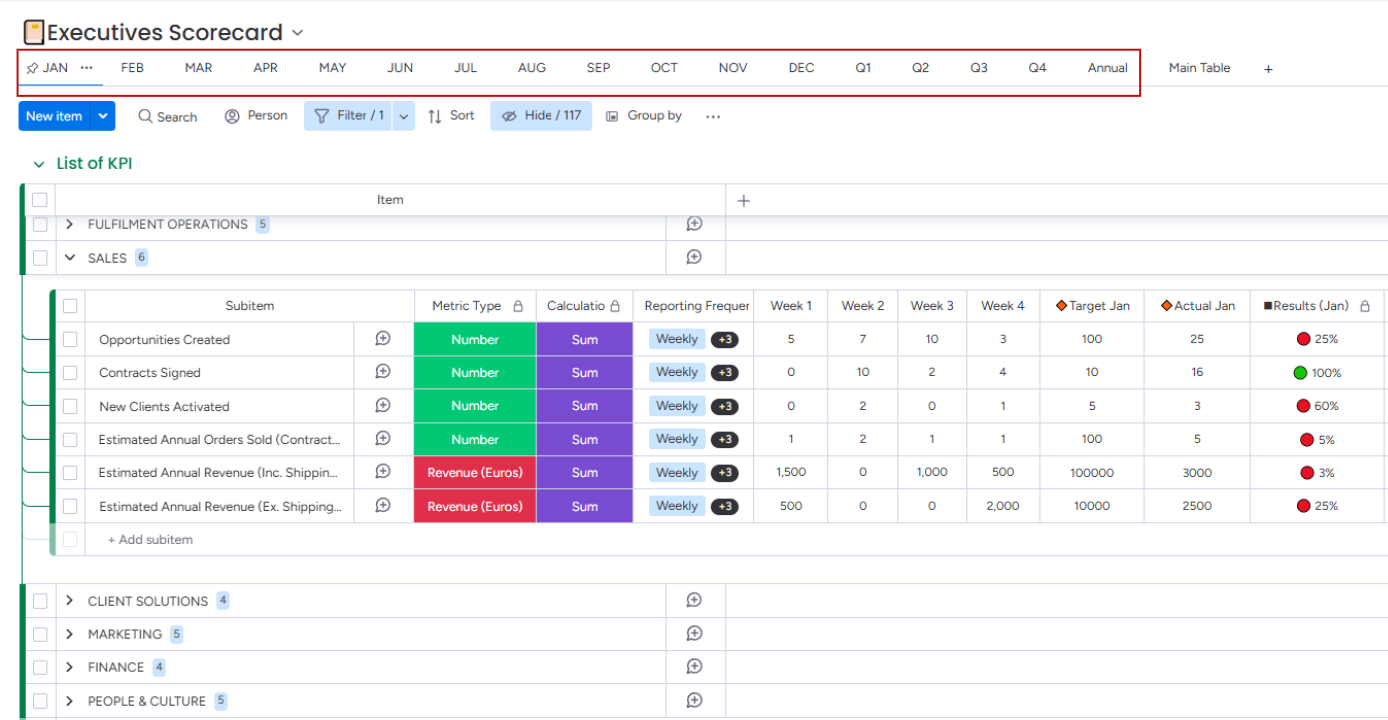 Executives Scorecard
JAN ... FEB MAR APR MAY JUN JUL AUG SEP OCT NOV DEC Q1 Q2 Q3 Q4 Annual Main Table +
New item Search Person Filter / 1 Sort Hide / 117 Group by ...
List of KPI
Item +
FULFILMENT OPERATIONS 5
SALES 6
Subitem Metric Type Calculatio Reporting Frequer Week 1 Week 2 Week 3 Week 4 Target Jan Actual Jan Results (Jan)
Opportunities Created Number Sum Weekly +3 5 7 10 3 100 25 25%
Contracts Signed Number Sum Weekly +3 0 10 2 4 10 16 100%
New Clients Activated Number Sum Weekly +3 0 2 0 1 5 3 60%
Estimated Annual Orders Sold (Contract... Number Sum Weekly +3 1 2 1 1 100 5 5%
Estimated Annual Revenue (Inc. Shippin... Revenue (Euros) Sum Weekly +3 1,500 0 1,000 500 100000 3000 3%
Estimated Annual Revenue (Ex. Shipping... Revenue (Euros) Sum Weekly +3 500 0 0 2,000 10000 2500 25%
+ Add subitem
CLIENT SOLUTIONS 4
MARKETING 5
FINANCE 4
PEOPLE & CULTURE 5